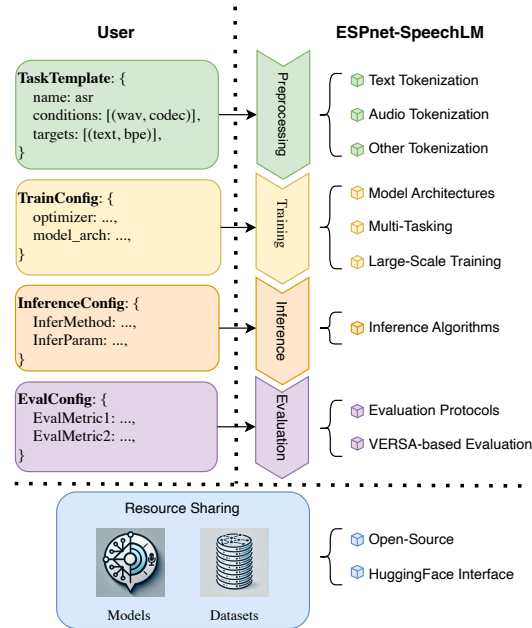 User
ESPnet-SpeechLM
TaskTemplate: {
name: asr
conditions: [(wav, codec)],
targets: [(text, bpe)],
}
Preprocessing
Text Tokenization
Audio Tokenization
Other Tokenization
TrainConfig: {
optimizer: ...,
model_arch: ...,
}
Training
Model Architectures
Multi-Tasking
Large-Scale Training
InferenceConfig: {
InferMethod: ...,
InferParam: ...,
}
Inference
Inference Algorithms
EvalConfig: {
EvalMetric1: ...,
EvalMetric2: ...,
}
Evaluation
Evaluation Protocols
VERSA-based Evaluation
Resource Sharing
Models
Datasets
Open-Source
HuggingFace Interface